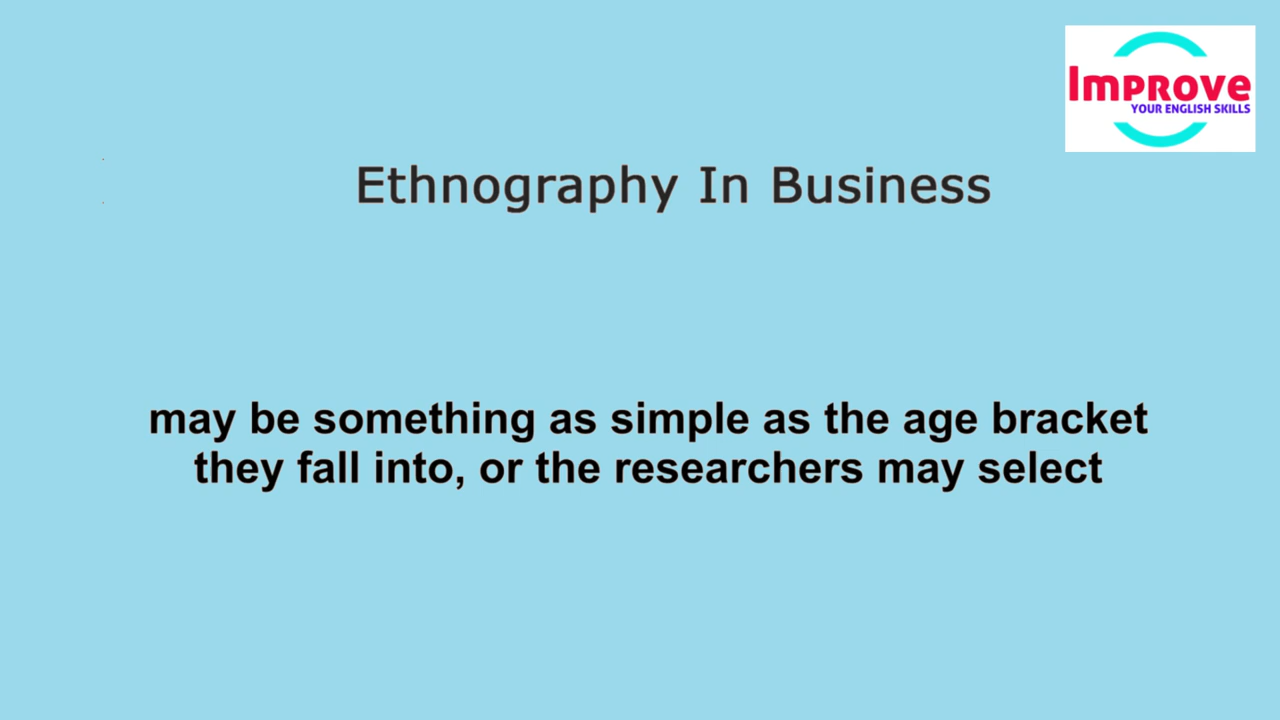 Improve
YOUR ENGLISH SKILLS
Ethnography In Business
may be something as simple as the age bracket
they fall into, or the researchers may select